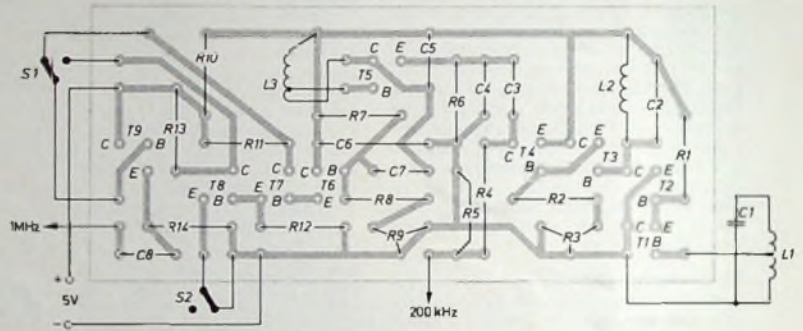 S1
R10
L3
C
E
C5
T5
B
R6
C4
C3
L2
C2
R7
C
T9
B
R13
R11
C6
C
E
T4
E
C
T3
R1
C
C
B
C7
R4
B
B
E
E
T8
B
E
T7
B
T6
E
R8
R5
R2
T2
B
C1
1MHz
R14
R12
R9
R3
C
E
T1
B
L1
C8
+
5V
S2
−
200 kHz